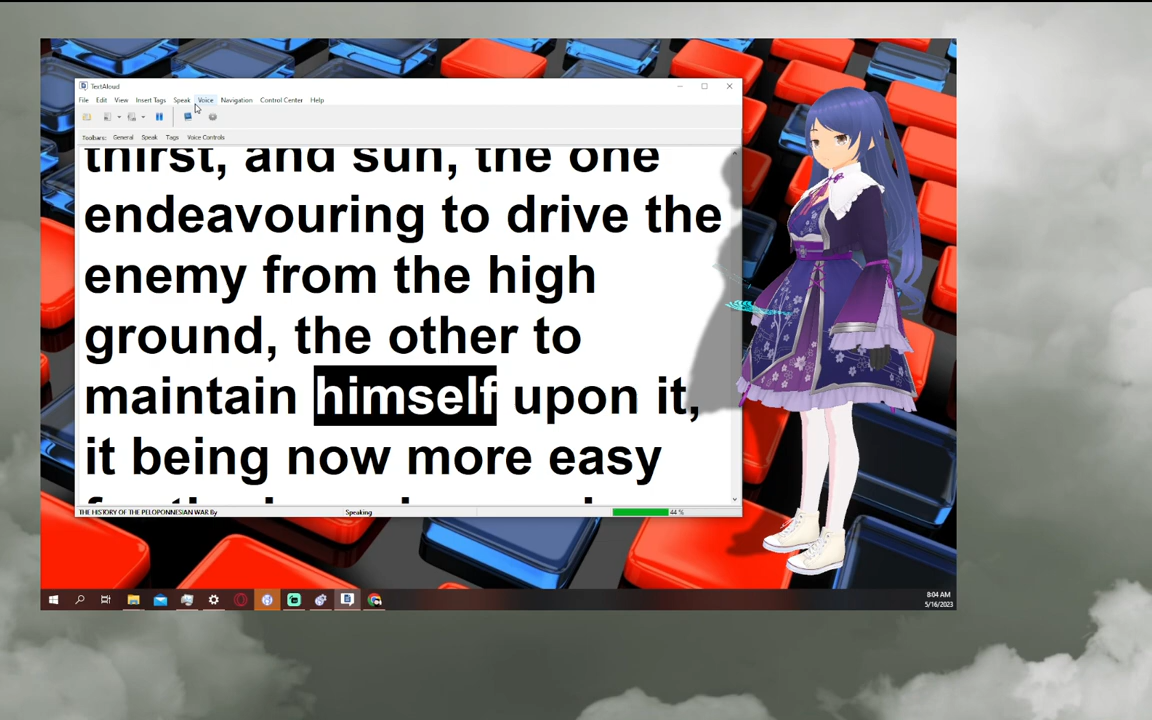 TextAloud
File Edit View Insert Tags Speak Voice Navigation Control Center Help
Toolbars: General Speak Tags Voice Controls
thirst, and sun, the one
endeavouring to drive the
enemy from the high
ground, the other to
maintain himself upon it,
it being now more easy
THE HISTORY OF THE PELOPONNESIAN WAR By Speaking 44 %
8:04 AM
5/16/2023